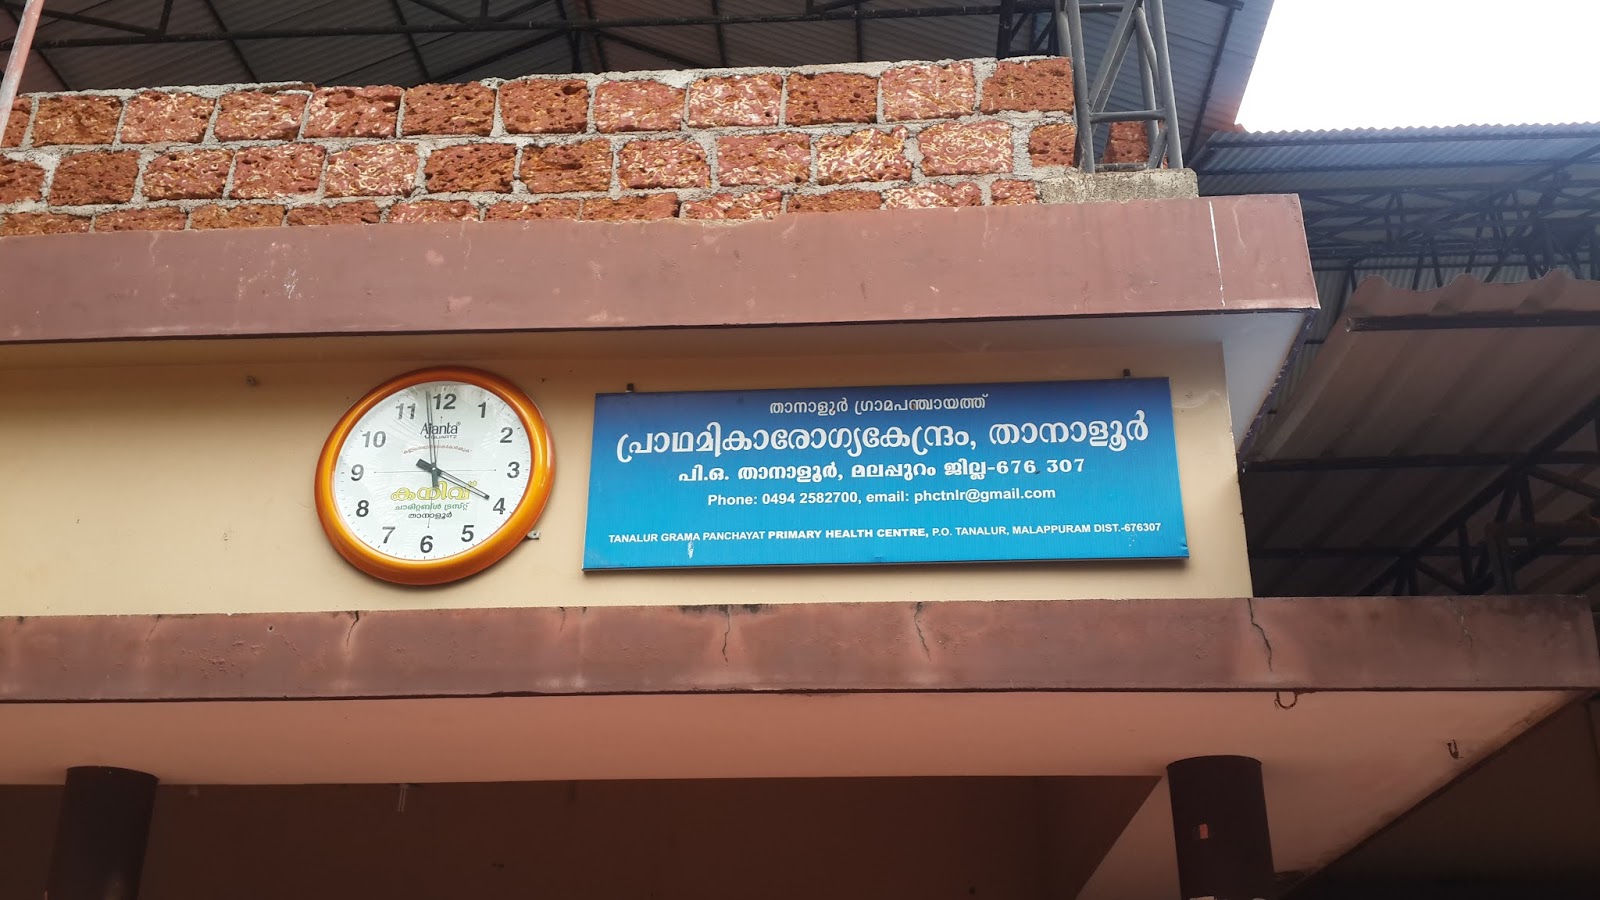 12
11 1
10 2
9 3
8 4
7 5
6
Ajanta
QUARTZ
കനിവ്
ചാരിറ്റബിൾ ട്രസ്റ്റ്
താനാളൂർ
താനാളൂർ ഗ്രാമപഞ്ചായത്ത്
പ്രാഥമികാരോഗ്യകേന്ദ്രം, താനാളൂർ
പി.ഒ. താനാളൂർ, മലപ്പുറം ജില്ല-676 307
Phone: 0494 2582700, email: phctnlr@gmail.com
TANALUR GRAMA PANCHAYAT PRIMARY HEALTH CENTRE, P.O. TANALUR, MALAPPURAM DIST.-676307